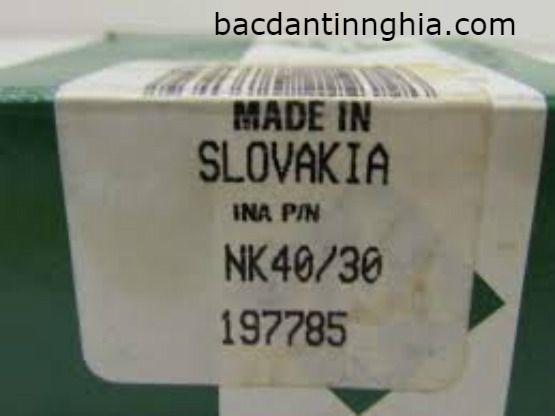 bacdantinnghia.com
MADE IN
SLOVAKIA
INA P/N
NK40/30
197785